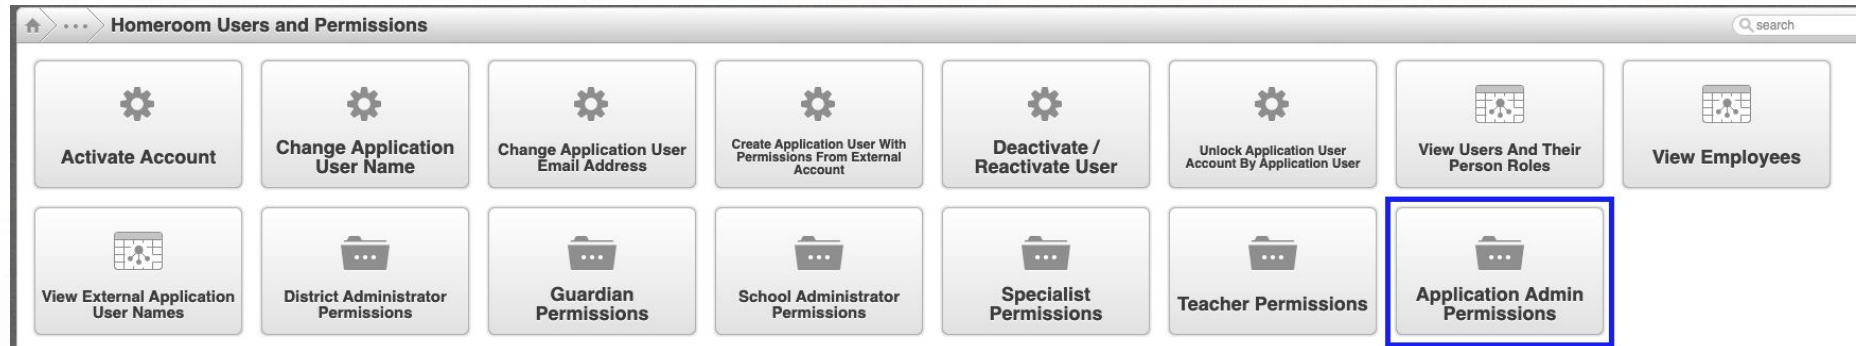 Homeroom Users and Permissions
search
Activate Account
Change Application
User Name
Change Application User
Email Address
Create Application User With
Permissions From External
Account
Deactivate /
Reactivate User
Unlock Application User
Account By Application User
View Users And Their
Person Roles
View Employees
View External Application
User Names
District Administrator
Permissions
Guardian
Permissions
School Administrator
Permissions
Specialist
Permissions
Teacher Permissions
Application Admin
Permissions